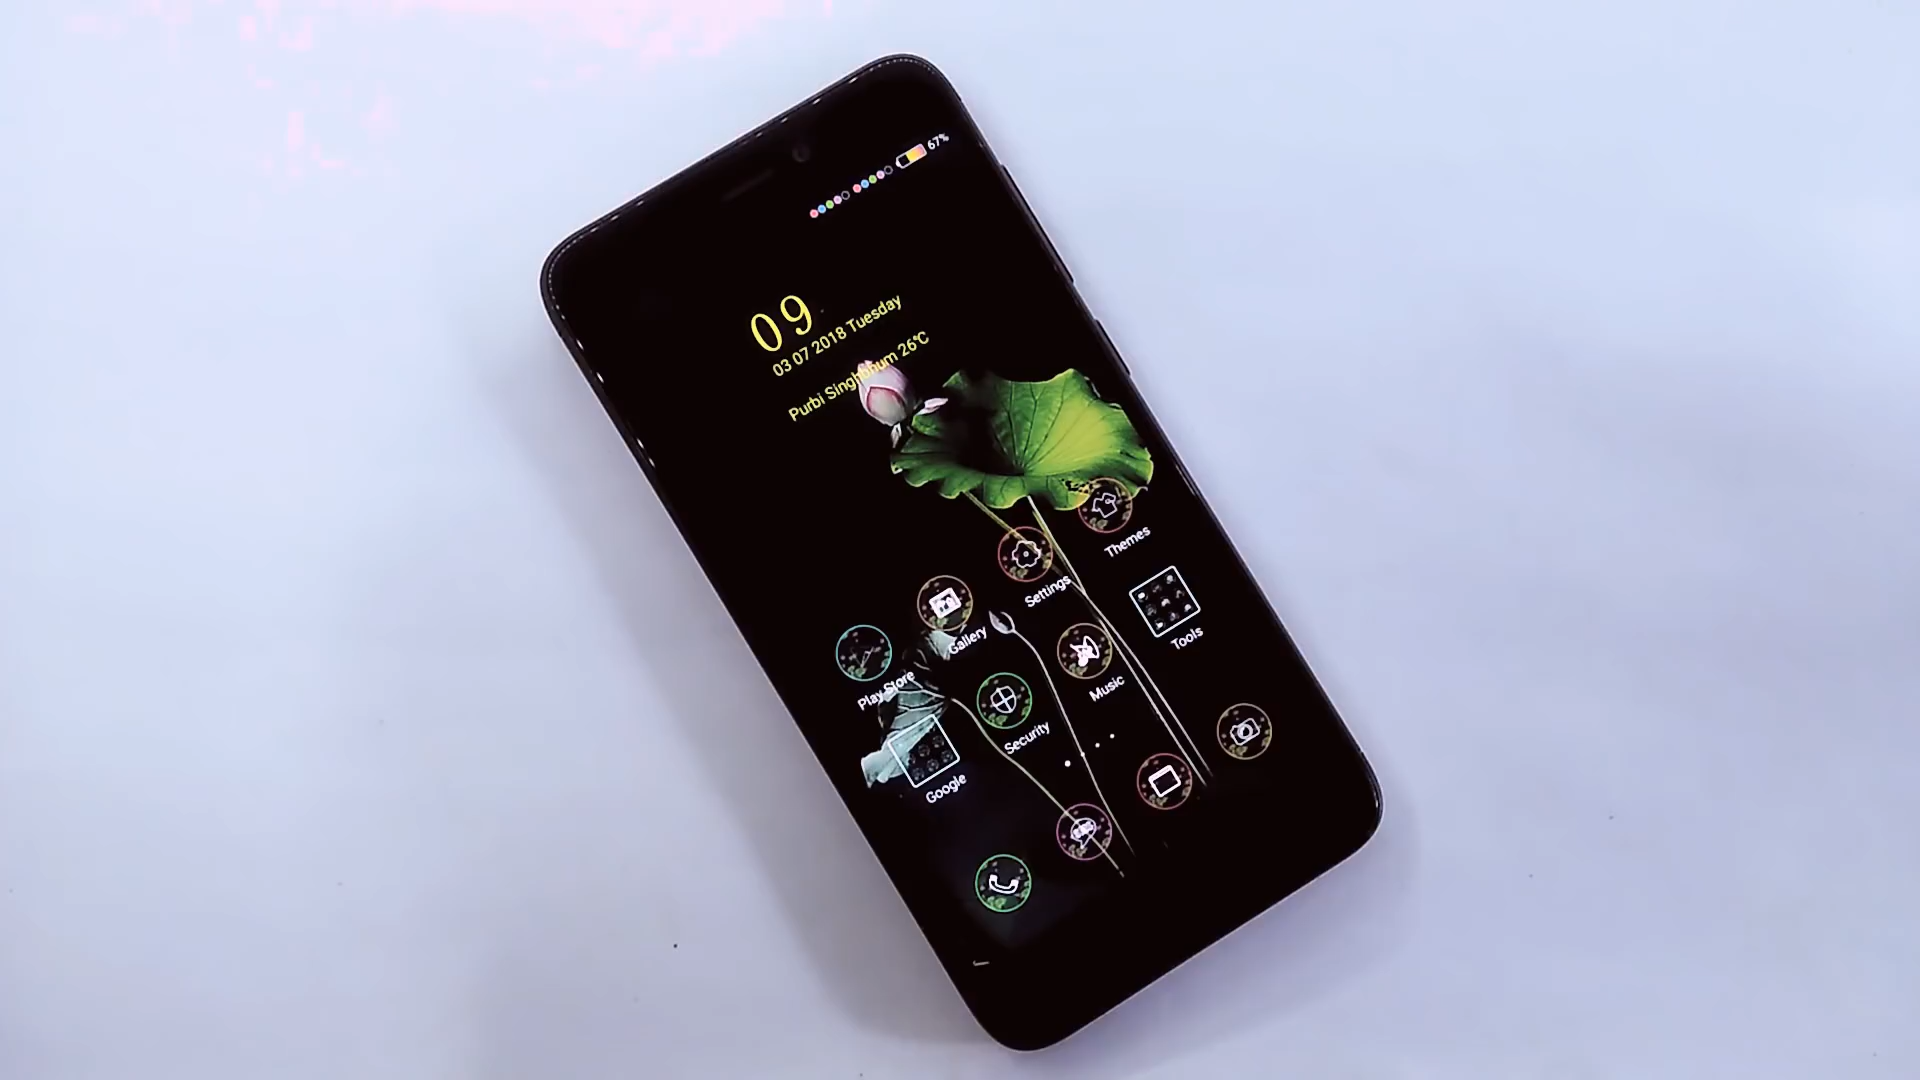 67%
09
03 07 2018 Tuesday
Purbi Singhbhum 26°C
Play Store
Gallery
Settings
Themes
Google
Security
Music
Tools